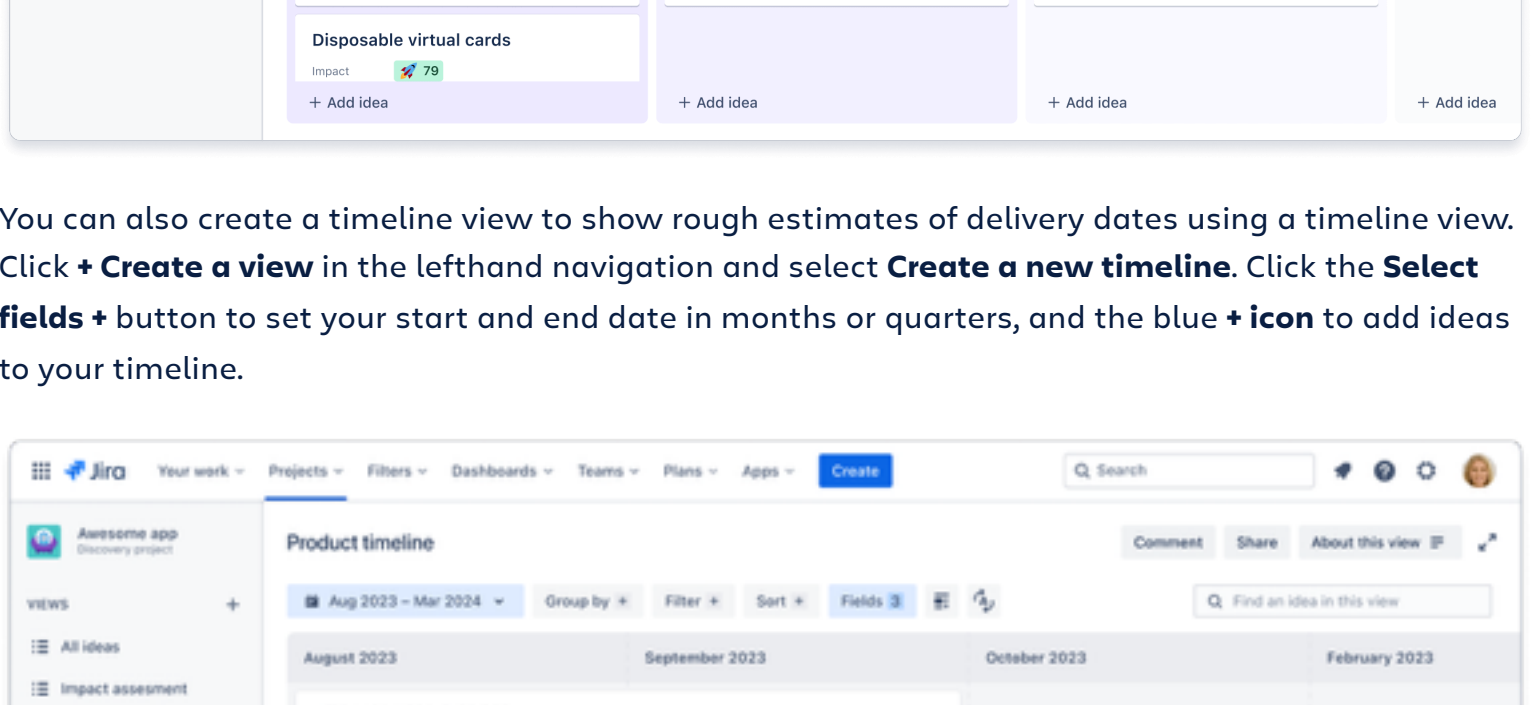 Disposable virtual cards
Impact 🚀 79
+ Add idea + Add idea + Add idea + Add idea
You can also create a timeline view to show rough estimates of delivery dates using a timeline view.
Click + Create a view in the lefthand navigation and select Create a new timeline. Click the Select
fields + button to set your start and end date in months or quarters, and the blue + icon to add ideas
to your timeline.
Jira Your work Projects Filters Dashboards Teams Plans Apps Create Search
Awesome app
Discovery project
Product timeline Comment Share About this view
VIEWS + Aug 2023 – Mar 2024 Group by + Filter + Sort + Fields 3 Find an idea in this view
All ideas
August 2023 September 2023 October 2023 February 2023
Impact assesment